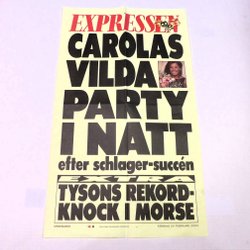 EXPRESSEN
CAROLAS
VILDA
PARTY
I NATT
efter schlager-succén
EXTRA
TYSONS REKORD-
KNOCK I MORSE